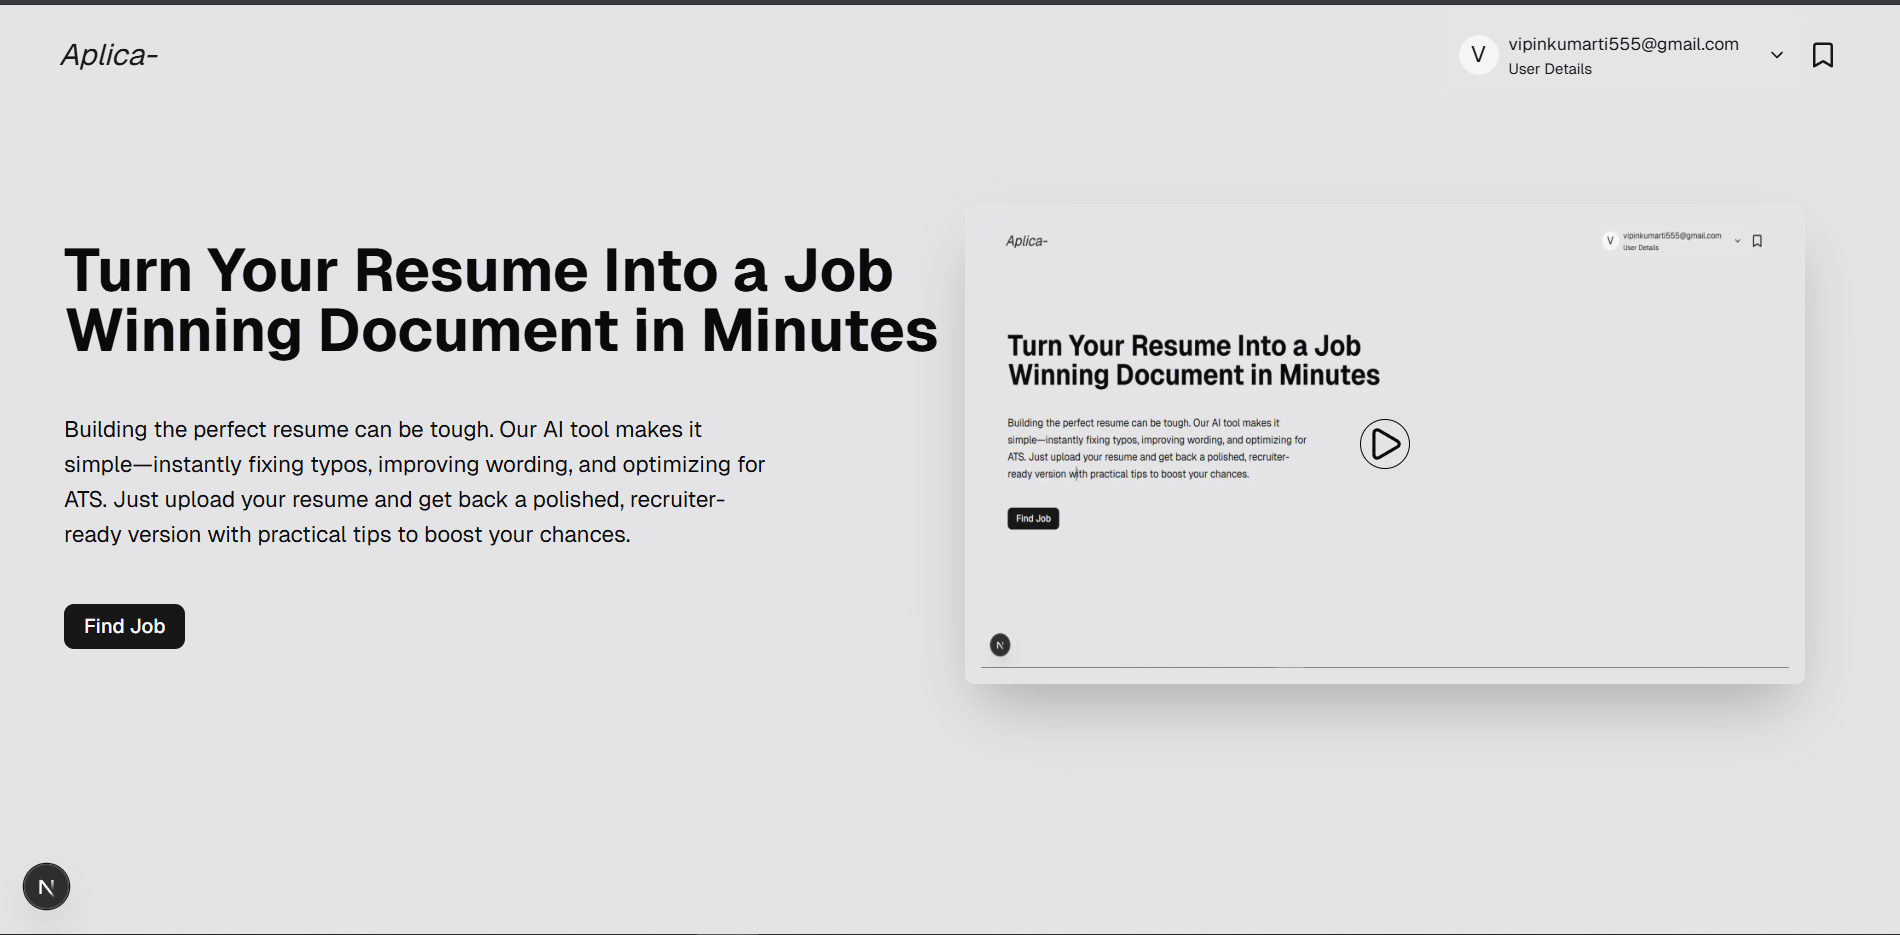 Aplica-
V
vipinkumarti555@gmail.com
User Details
Turn Your Resume Into a Job
Winning Document in Minutes
Building the perfect resume can be tough. Our AI tool makes it
simple—instantly fixing typos, improving wording, and optimizing for
ATS. Just upload your resume and get back a polished, recruiter-
ready version with practical tips to boost your chances.
Find Job
Aplica-
V
vipinkumarti555@gmail.com
User Details
Turn Your Resume Into a Job
Winning Document in Minutes
Building the perfect resume can be tough. Our AI tool makes it
simple—instantly fixing typos, improving wording, and optimizing for
ATS. Just upload your resume and get back a polished, recruiter-
ready version with practical tips to boost your chances.
Find Job
N
N